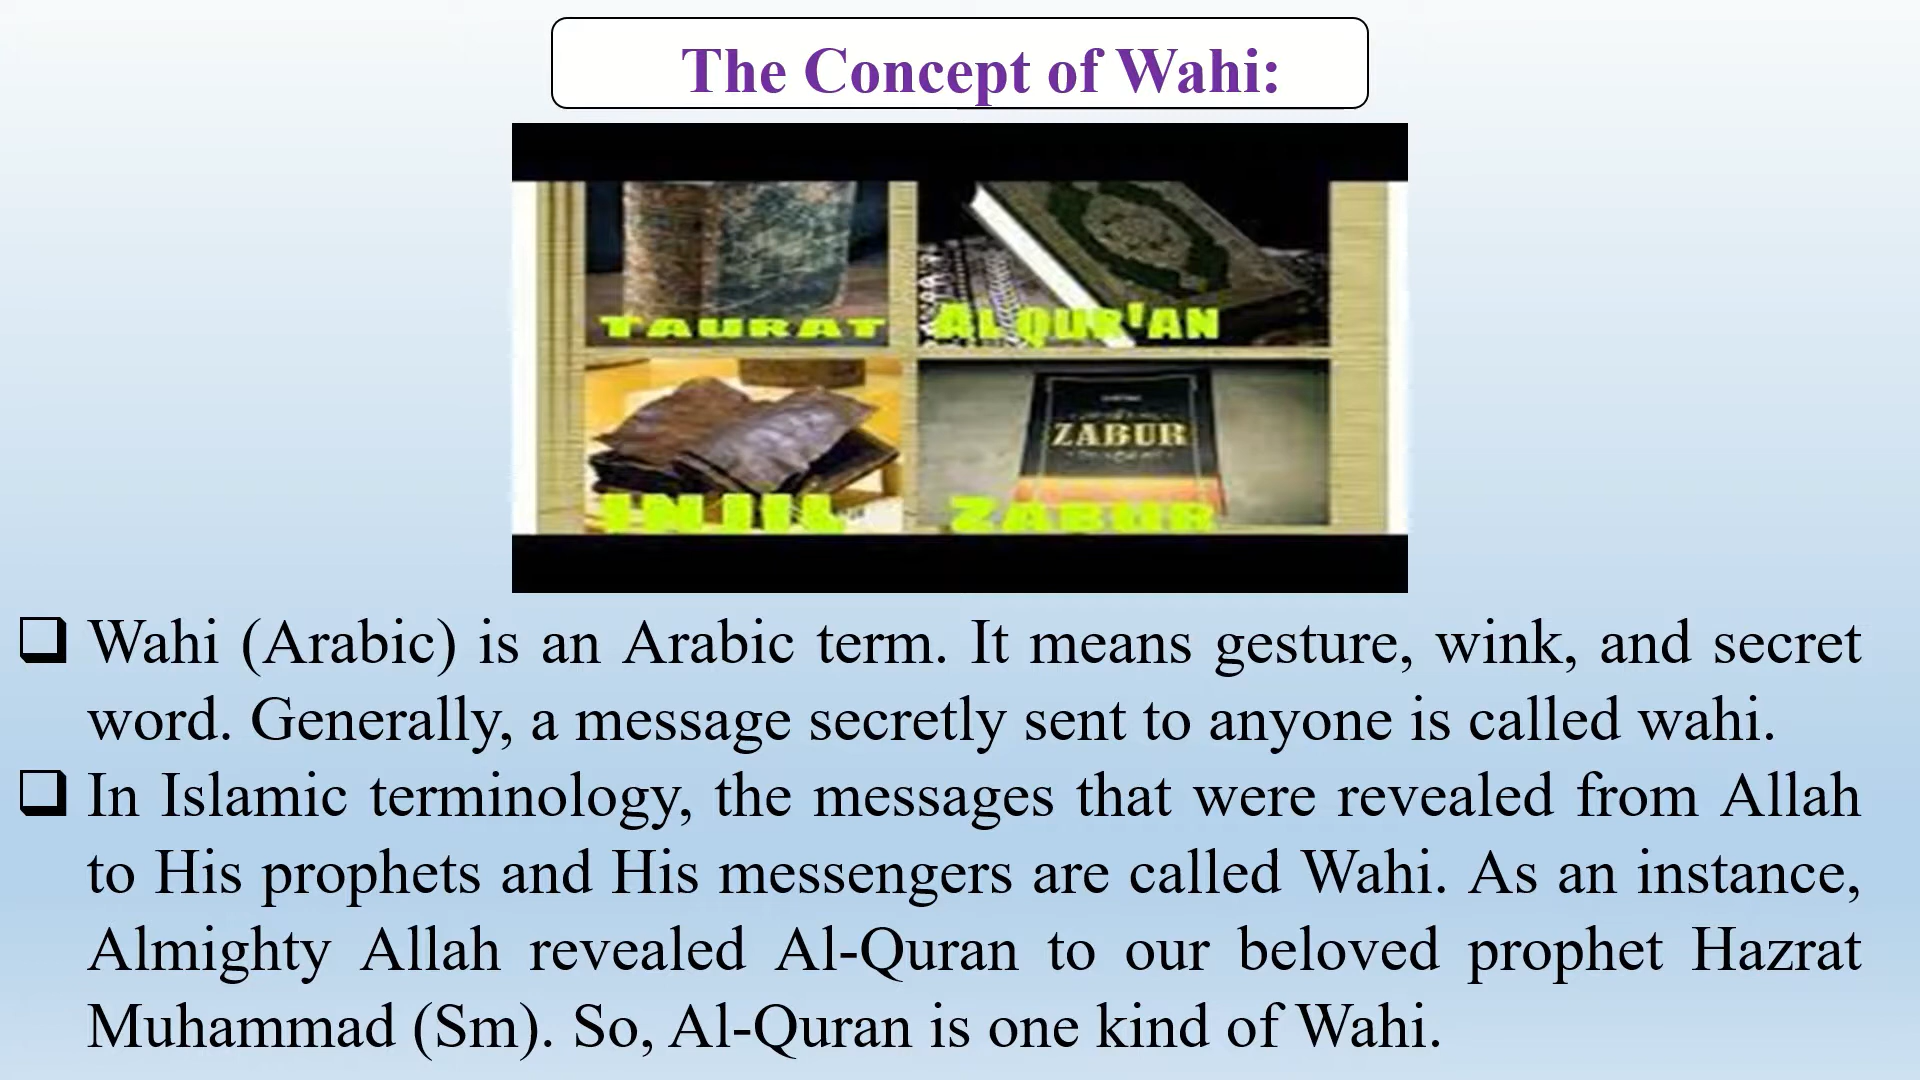 The Concept of Wahi:
TAURAT
AL QUR'AN
ZABUR
INJIL
ZABUR
Wahi (Arabic) is an Arabic term. It means gesture, wink, and secret
word. Generally, a message secretly sent to anyone is called wahi.
In Islamic terminology, the messages that were revealed from Allah
to His prophets and His messengers are called Wahi. As an instance,
Almighty Allah revealed Al-Quran to our beloved prophet Hazrat
Muhammad (Sm). So, Al-Quran is one kind of Wahi.